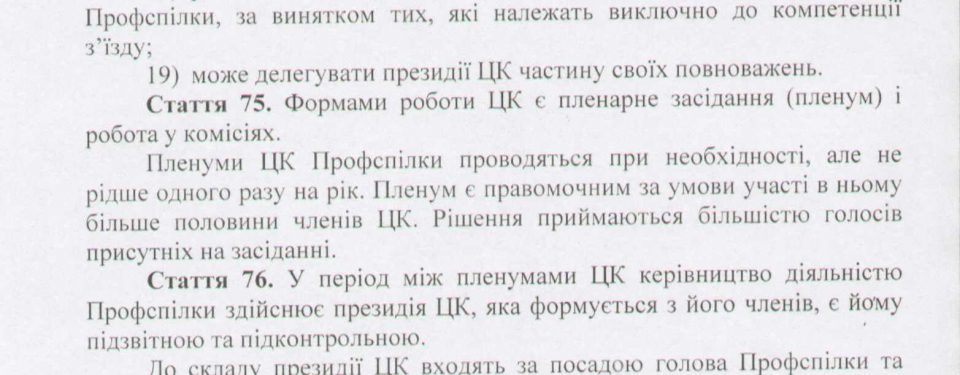 Профспілки, за винятком тих, які належать виключно до компетенції
з’їзду;
19) може делегувати президії ЦК частину своїх повноважень.
Стаття 75. Формами роботи ЦК є пленарне засідання (пленум) і
робота у комісіях.
Пленуми ЦК Профспілки проводяться при необхідності, але не
рідше одного разу на рік. Пленум є правомочним за умови участі в ньому
більше половини членів ЦК. Рішення приймаються більшістю голосів
присутніх на засіданні.
Стаття 76. У період між пленумами ЦК керівництво діяльністю
Профспілки здійснює президія ЦК, яка формується з його членів, є йому
підзвітною та підконтрольною.
До складу президії ЦК входять за посадою голова Профспілки та